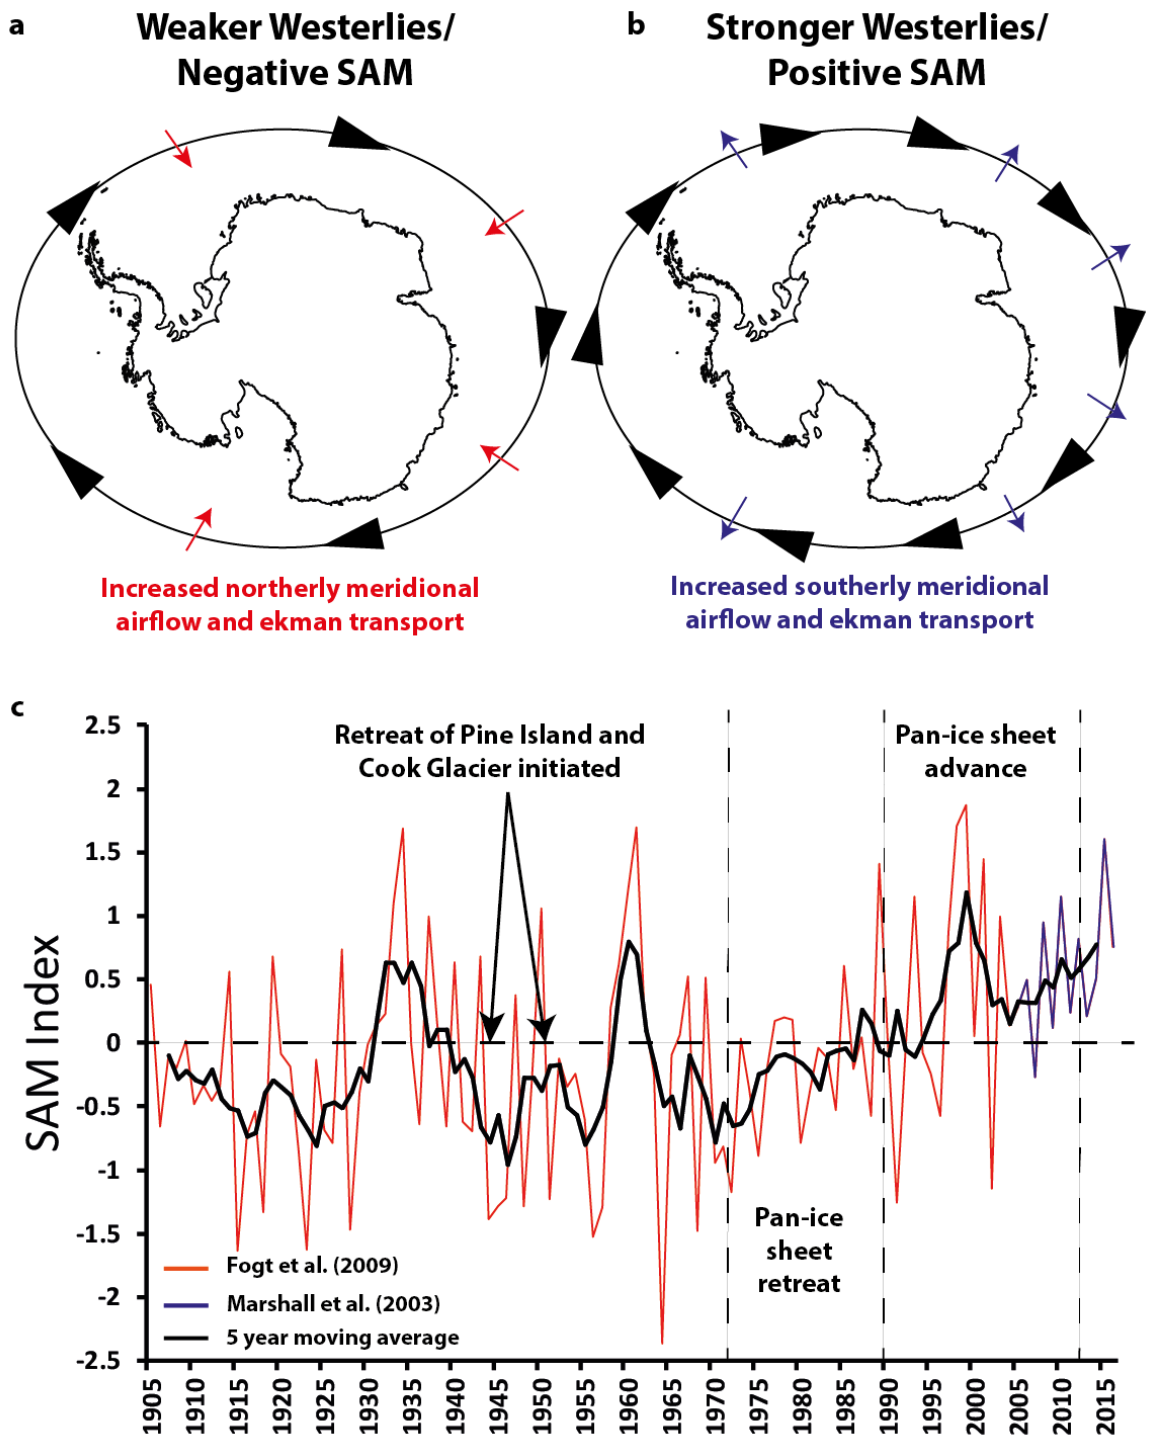 a
Weaker Westerlies/
Negative SAM
b
Stronger Westerlies/
Positive SAM
Increased northerly meridional
airflow and ekman transport
Increased southerly meridional
airflow and ekman transport
c
Retreat of Pine Island and
Cook Glacier initiated
Pan-ice sheet
advance
Pan-ice
sheet
retreat
SAM Index
2.5
2
1.5
1
0.5
0
-0.5
-1
-1.5
-2
-2.5
Fogt et al. (2009)
Marshall et al. (2003)
5 year moving average
1905
1910
1915
1920
1925
1930
1935
1940
1945
1950
1955
1960
1965
1970
1975
1980
1985
1990
1995
2000
2005
2010
2015